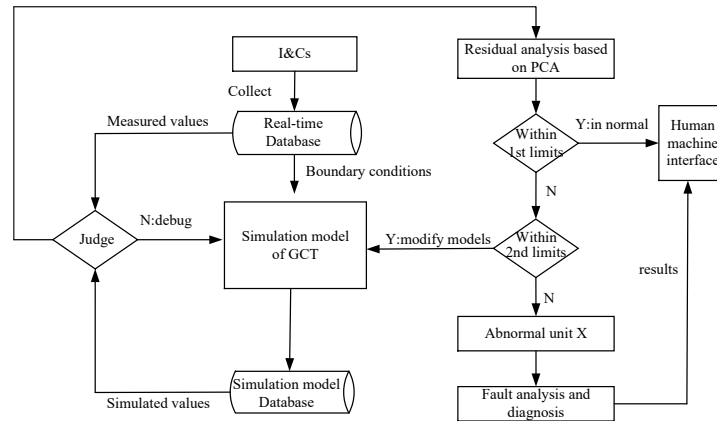 I&Cs
Collect
Measured values
Real-time
Database
Boundary conditions
Judge
N:debug
Simulation model
of GCT
Simulated values
Simulation model
Database
Residual analysis based
on PCA
Within
1st limits
Y:in normal
Human
machine
interface
N
Within
2nd limits
Y:modify models
N
results
Abnormal unit X
Fault analysis and
diagnosis